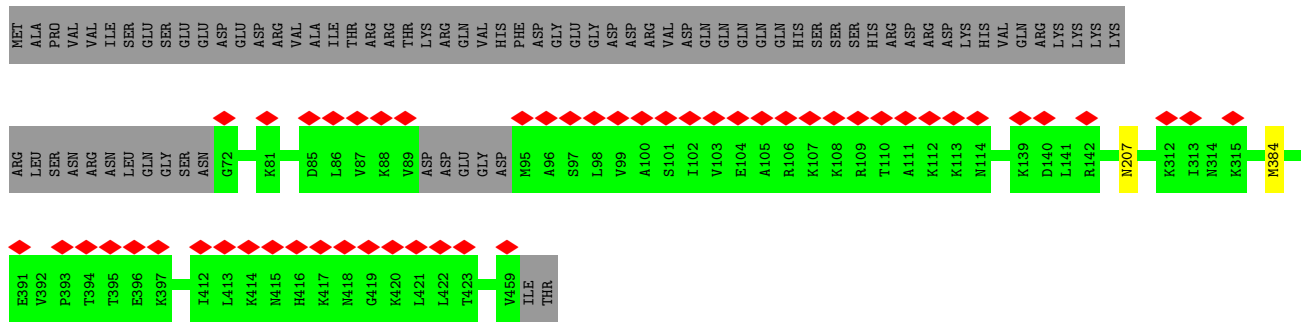 MET ALA PRO VAL VAL ILE SER GLU SER GLU GLU ASP GLU ASP ARG VAL ALA ILE THR ARG ARG THR LYS ARG GLN VAL HIS PHE ASP GLY GLU GLY ASP ASP ARG VAL ASP GLN GLN GLN GLN GLN HIS SER SER SER HIS ARG ASP ARG ASP LYS HIS VAL GLN ARG LYS LYS LYS LYS
ARG LEU SER ASN ARG ASN LEU GLN GLY SER ASN G72 K81 D85 L86 V87 K88 V89 ASP ASP GLU GLY ASP M95 A96 S97 L98 V99 A100 S101 I102 V103 E104 A105 R106 K107 K108 R109 T110 A111 K112 K113 N114 K139 D140 L141 R142 N207 K312 I313 N314 K315 M384
E391 V392 P393 T394 T395 E396 K397 I412 L413 K414 N415 H416 K417 N418 G419 K420 L421 L422 T423 V459 ILE THR